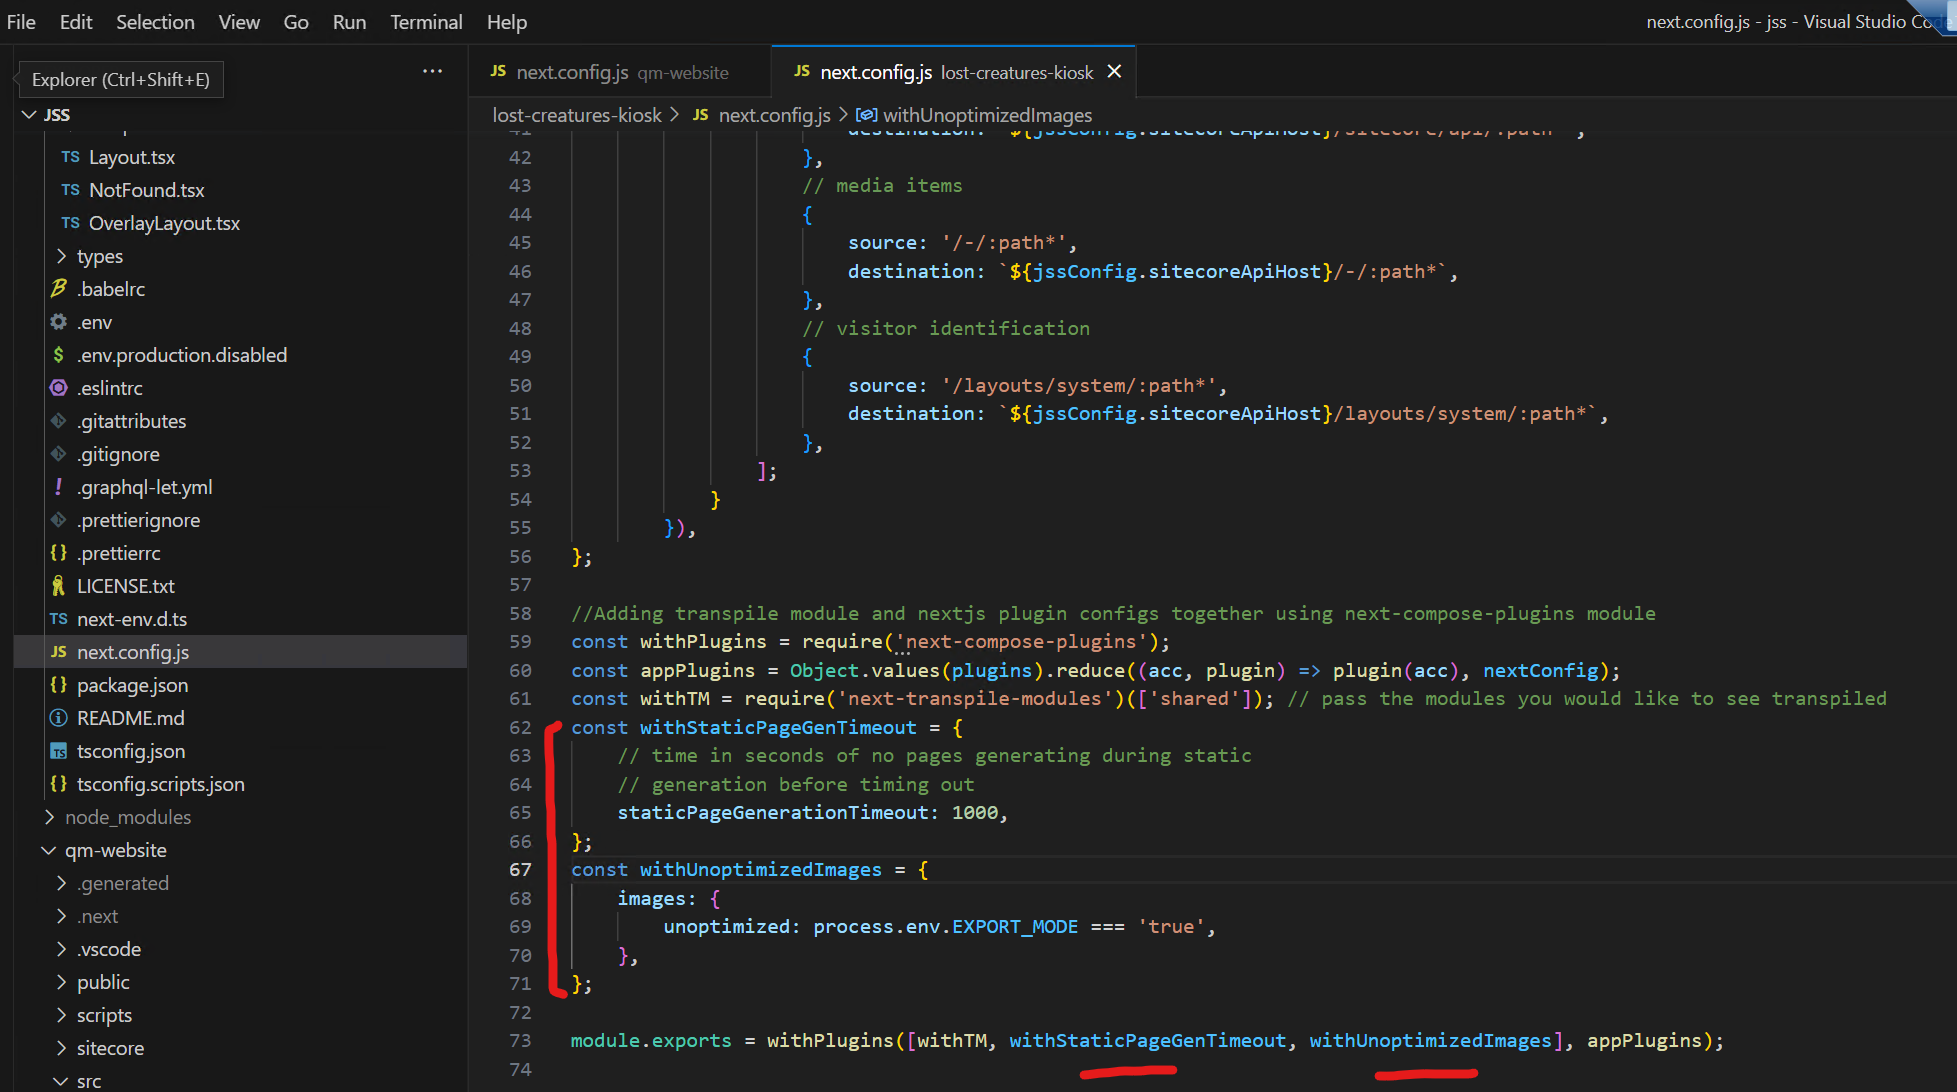 File Edit Selection View Go Run Terminal Help
next.config.js - jss - Visual Studio Code
Explorer (Ctrl+Shift+E)
···
JSS
TS Layout.tsx
TS NotFound.tsx
TS OverlayLayout.tsx
types
.babelrc
.env
$ .env.production.disabled
.eslintrc
.gitattributes
.gitignore
! .graphql-let.yml
.prettierignore
{} .prettierrc
LICENSE.txt
TS next-env.d.ts
JS next.config.js
{} package.json
README.md
TS tsconfig.json
{} tsconfig.scripts.json
node_modules
qm-website
.generated
.next
.vscode
public
scripts
sitecore
src
JS next.config.js qm-website
JS next.config.js lost-creatures-kiosk
lost-creatures-kiosk > JS next.config.js > withUnoptimizedImages
41 destination: `${jssConfig.sitecoreApiHost}/sitecore/api/:path*`,
42 },
43 // media items
44 {
45 source: '/-/:path*',
46 destination: `${jssConfig.sitecoreApiHost}/-/:path*`,
47 },
48 // visitor identification
49 {
50 source: '/layouts/system/:path*',
51 destination: `${jssConfig.sitecoreApiHost}/layouts/system/:path*`,
52 },
53 ];
54 }
55 }),
56 };
57
58 //Adding transpile module and nextjs plugin configs together using next-compose-plugins module
59 const withPlugins = require('next-compose-plugins');
60 const appPlugins = Object.values(plugins).reduce((acc, plugin) => plugin(acc), nextConfig);
61 const withTM = require('next-transpile-modules')(['shared']); // pass the modules you would like to see transpiled
62 const withStaticPageGenTimeout = {
63 // time in seconds of no pages generating during static
64 // generation before timing out
65 staticPageGenerationTimeout: 1000,
66 };
67 const withUnoptimizedImages = {
68 images: {
69 unoptimized: process.env.EXPORT_MODE === 'true',
70 },
71 };
72
73 module.exports = withPlugins([withTM, withStaticPageGenTimeout, withUnoptimizedImages], appPlugins);
74